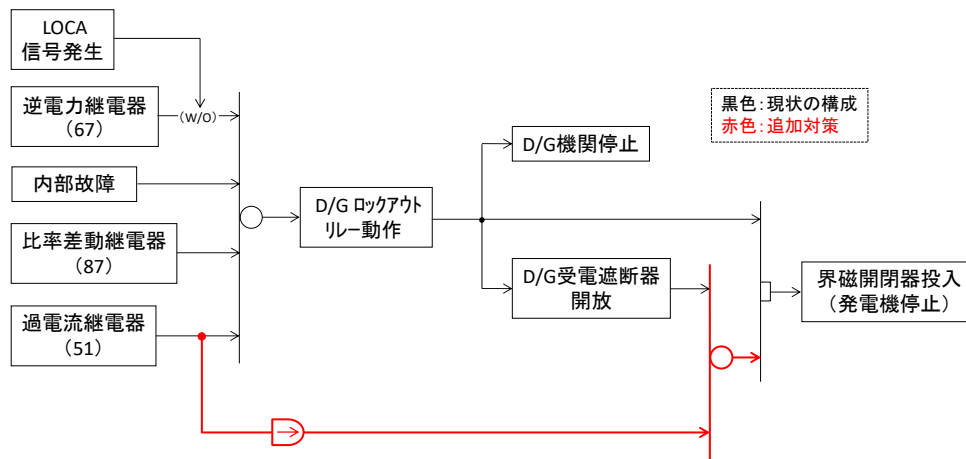 LOCA
信号発生
逆電力継電器
(67)
(W/O)
内部故障
比率差動継電器
(87)
過電流継電器
(51)
D/G ロックアウト
リレー動作
D/G機関停止
D/G受電遮断器
開放
界磁開閉器投入
(発電機停止)
黒色:現状の構成
赤色:追加対策